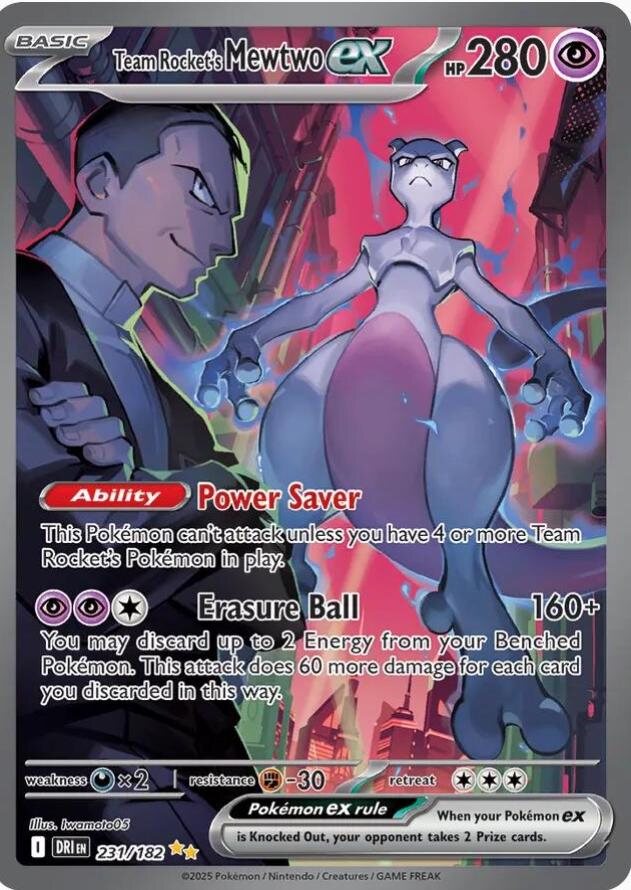 BASIC
Team Rocket's Mewtwo ex
HP 280
Ability Power Saver
This Pokémon can't attack unless you have 4 or more Team
Rocket's Pokémon in play.
Erasure Ball 160+
You may discard up to 2 Energy from your Benched
Pokémon. This attack does 60 more damage for each card
you discarded in this way.
weakness ×2 resistance -30 retreat
Pokémon ex rule
When your Pokémon ex
is Knocked Out, your opponent takes 2 Prize cards.
Illus. Iwamoto05
I DRI EN 231/182
©2025 Pokémon / Nintendo / Creatures / GAME FREAK